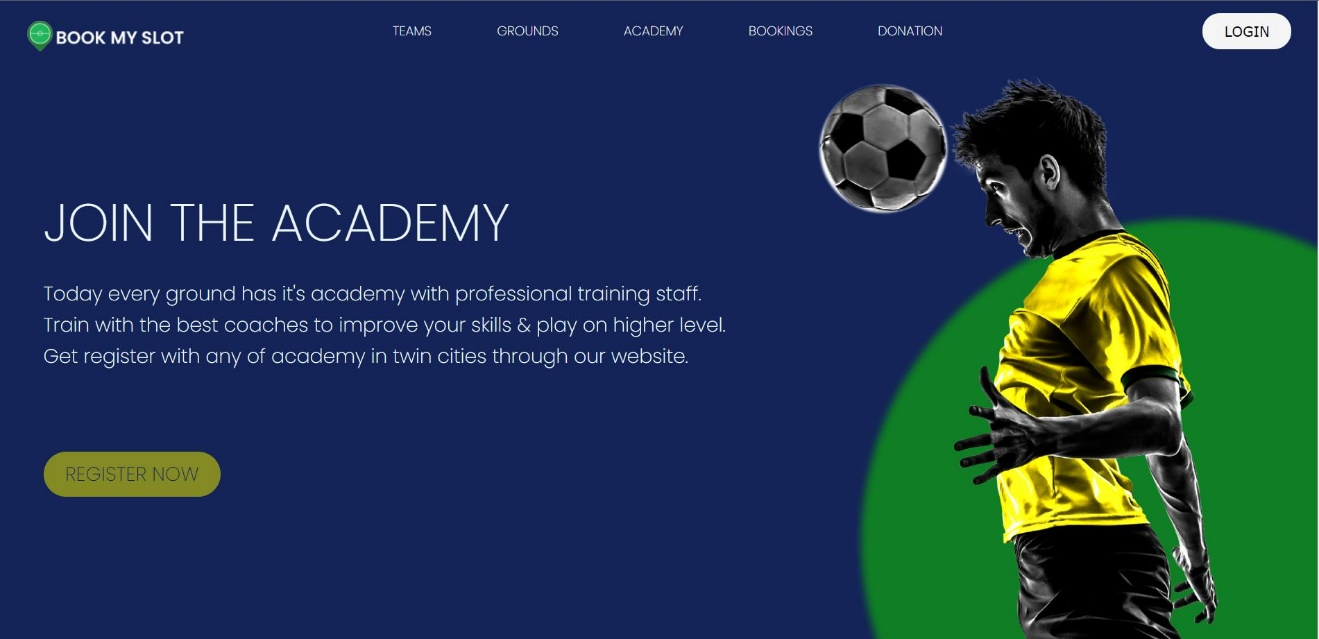 BOOK MY SLOT
TEAMS
GROUNDS
ACADEMY
BOOKINGS
DONATION
LOGIN
JOIN THE ACADEMY
Today every ground has it's academy with professional training staff.
Train with the best coaches to improve your skills & play on higher level.
Get register with any of academy in twin cities through our website.
REGISTER NOW